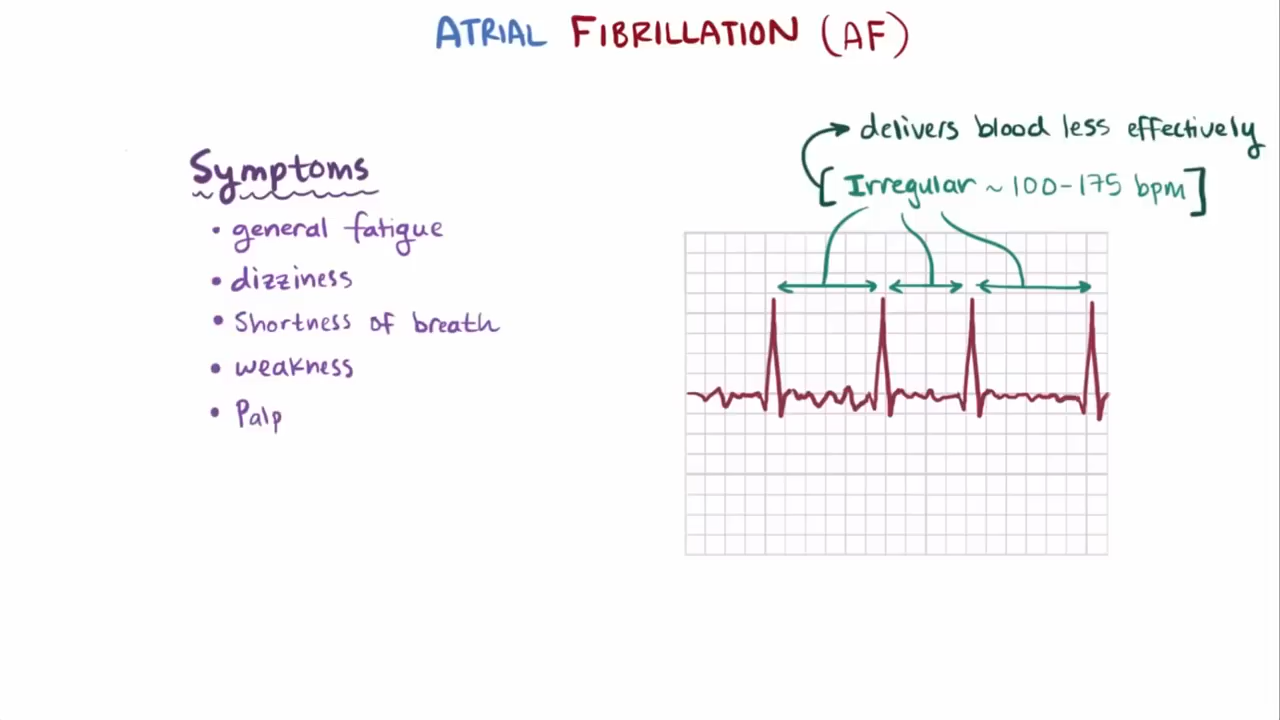 ATRIAL FIBRILLATION (AF)
Symptoms
• general fatigue
• dizziness
• Shortness of breath
• weakness
• Palp
delivers blood less effectively
[Irregular ~ 100-175 bpm]